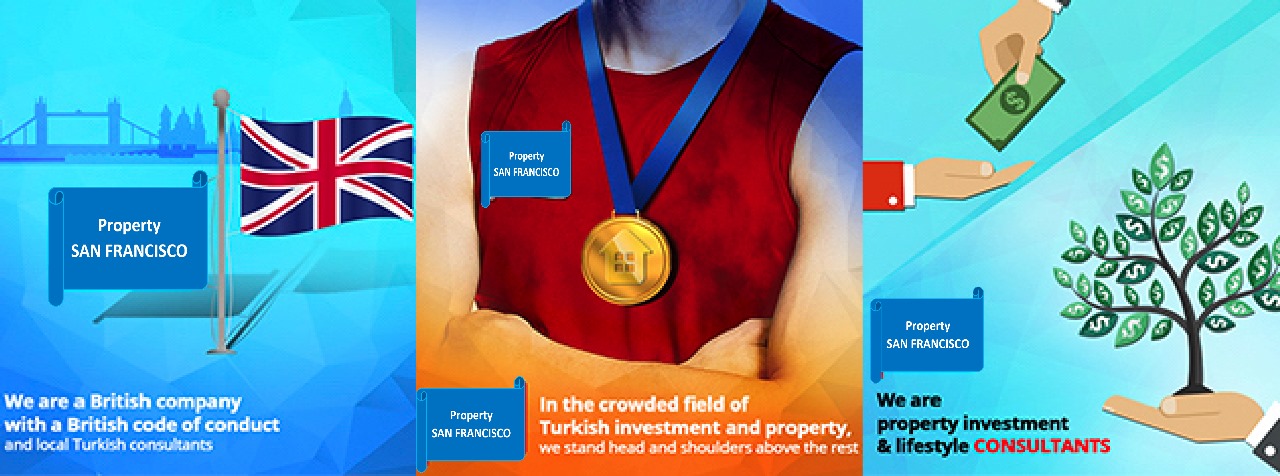 Property
SAN FRANCISCO
We are a British company
with a British code of conduct
and local Turkish consultants
Property
SAN FRANCISCO
Property
SAN FRANCISCO
In the crowded field of
Turkish investment and property,
we stand head and shoulders above the rest
Property
SAN FRANCISCO
We are
property investment
& lifestyle CONSULTANTS